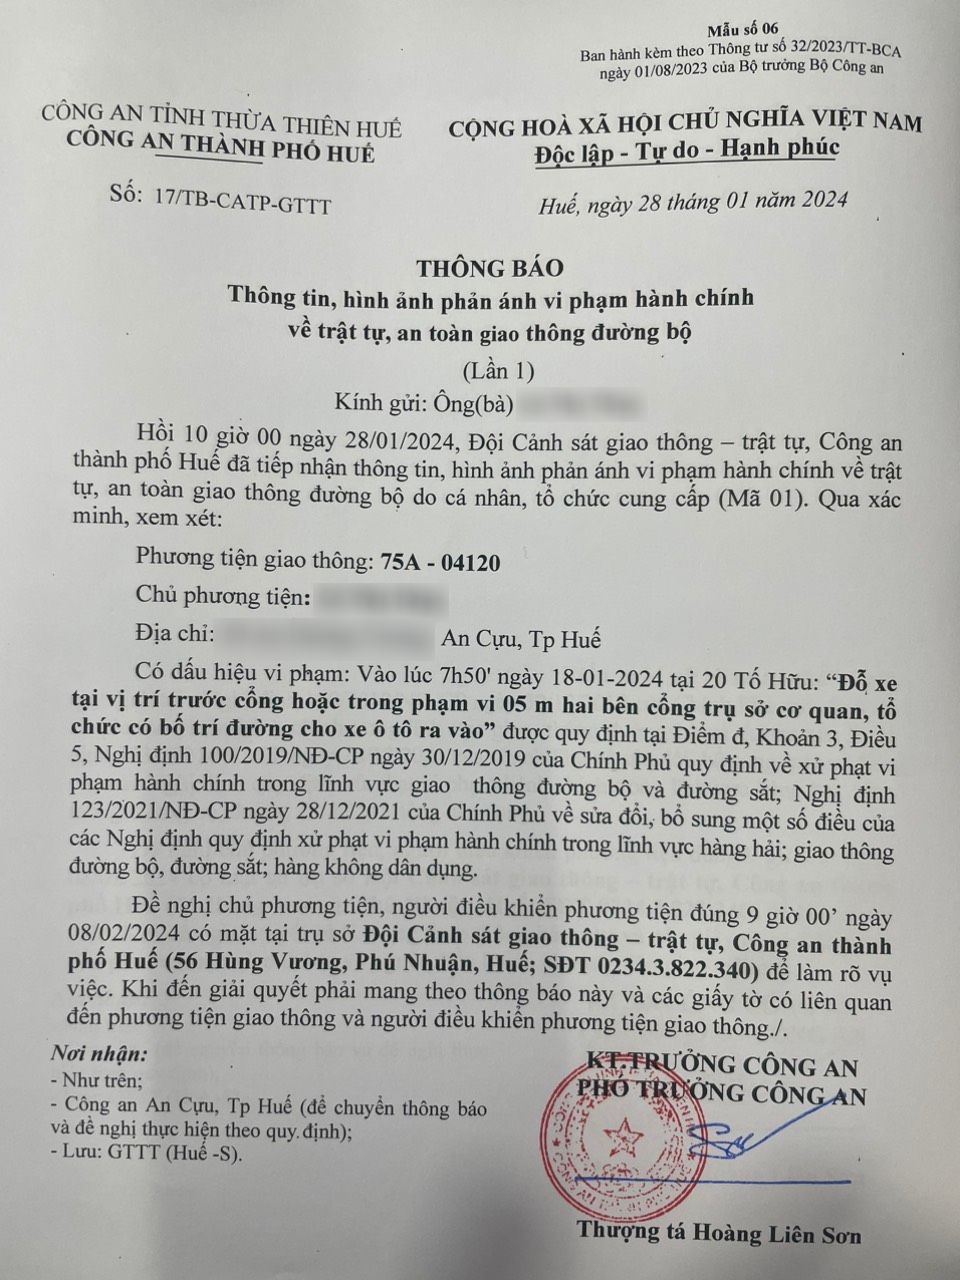 Mẫu số 06
Ban hành kèm theo Thông tư số 32/2023/TT-BCA
ngày 01/08/2023 của Bộ trưởng Bộ Công an
CÔNG AN TỈNH THỪA THIÊN HUẾ
CÔNG AN THÀNH PHỐ HUẾ
CỘNG HOÀ XÃ HỘI CHỦ NGHĨA VIỆT NAM
Độc lập - Tự do - Hạnh phúc
Số: 17/TB-CATP-GTTT
Huế, ngày 28 tháng 01 năm 2024
THÔNG BÁO
Thông tin, hình ảnh phản ánh vi phạm hành chính
về trật tự, an toàn giao thông đường bộ
(Lần 1)
Kính gửi: Ông(bà)
Hồi 10 giờ 00 ngày 28/01/2024, Đội Cảnh sát giao thông – trật tự, Công an
thành phố Huế đã tiếp nhận thông tin, hình ảnh phản ánh vi phạm hành chính về trật
tự, an toàn giao thông đường bộ do cá nhân, tổ chức cung cấp (Mã 01). Qua xác
minh, xem xét:
Phương tiện giao thông: 75A - 04120
Chủ phương tiện:
Địa chỉ: An Cựu, Tp Huế
Có dấu hiệu vi phạm: Vào lúc 7h50' ngày 18-01-2024 tại 20 Tố Hữu: “Đỗ xe
tại vị trí trước cổng hoặc trong phạm vi 05 m hai bên cổng trụ sở cơ quan, tổ
chức có bố trí đường cho xe ô tô ra vào” được quy định tại Điểm đ, Khoản 3, Điều
5, Nghị định 100/2019/NĐ-CP ngày 30/12/2019 của Chính Phủ quy định về xử phạt vi
phạm hành chính trong lĩnh vực giao thông đường bộ và đường sắt; Nghị định
123/2021/NĐ-CP ngày 28/12/2021 của Chính Phủ về sửa đổi, bổ sung một số điều của
các Nghị định quy định xử phạt vi phạm hành chính trong lĩnh vực hàng hải; giao thông
đường bộ, đường sắt; hàng không dân dụng.
Đề nghị chủ phương tiện, người điều khiển phương tiện đúng 9 giờ 00’ ngày
08/02/2024 có mặt tại trụ sở Đội Cảnh sát giao thông – trật tự, Công an thành
phố Huế (56 Hùng Vương, Phú Nhuận, Huế; SĐT 0234.3.822.340) để làm rõ vụ
việc. Khi đến giải quyết phải mang theo thông báo này và các giấy tờ có liên quan
đến phương tiện giao thông và người điều khiển phương tiện giao thông./.
Nơi nhận:
- Như trên;
- Công an An Cựu, Tp Huế (để chuyển thông báo
và đề nghị thực hiện theo quy định);
- Lưu: GTTT (Huế -S).
KT.TRƯỞNG CÔNG AN
PHÓ TRƯỞNG CÔNG AN
Thượng tá Hoàng Liên Sơn